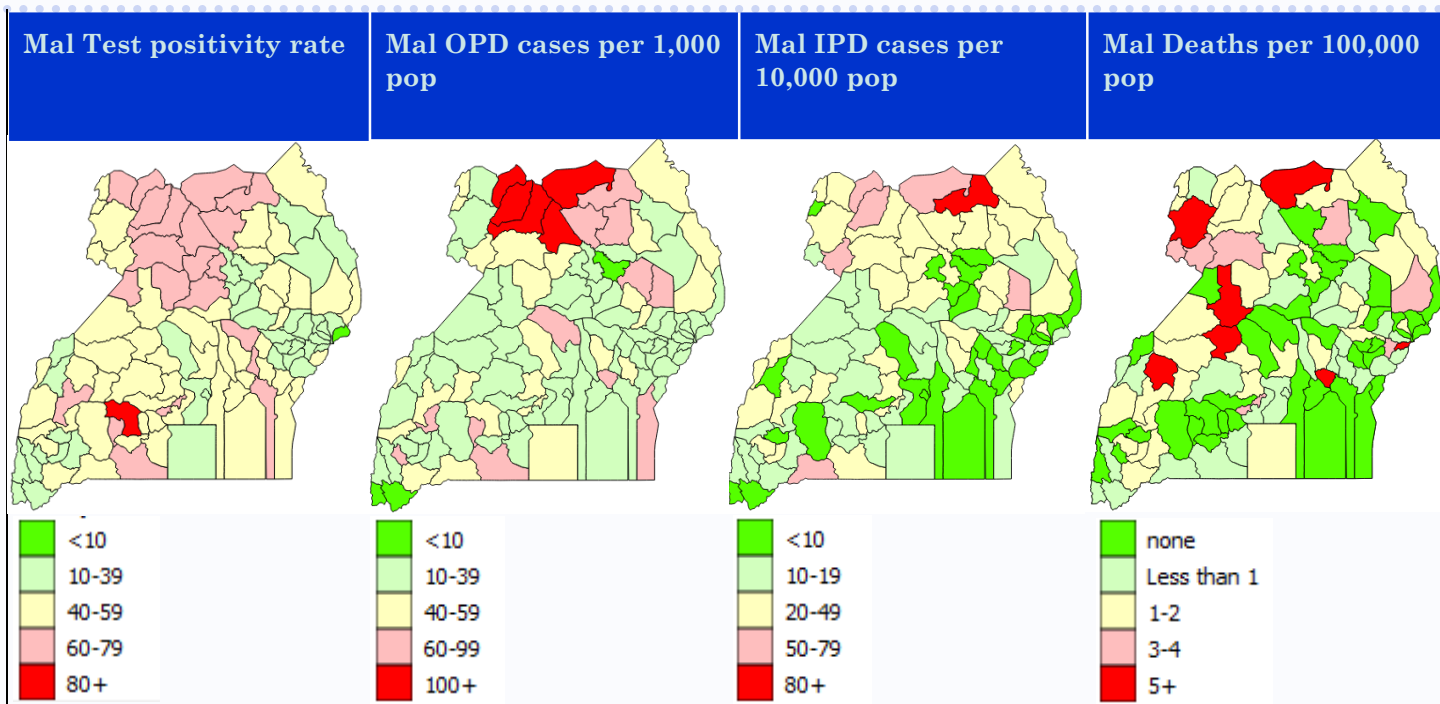 Mal Test positivity rate
Mal OPD cases per 1,000
pop
Mal IPD cases per
10,000 pop
Mal Deaths per 100,000
pop
<10
10-39
40-59
60-79
80+
<10
10-39
40-59
60-99
100+
<10
10-19
20-49
50-79
80+
none
Less than 1
1-2
3-4
5+